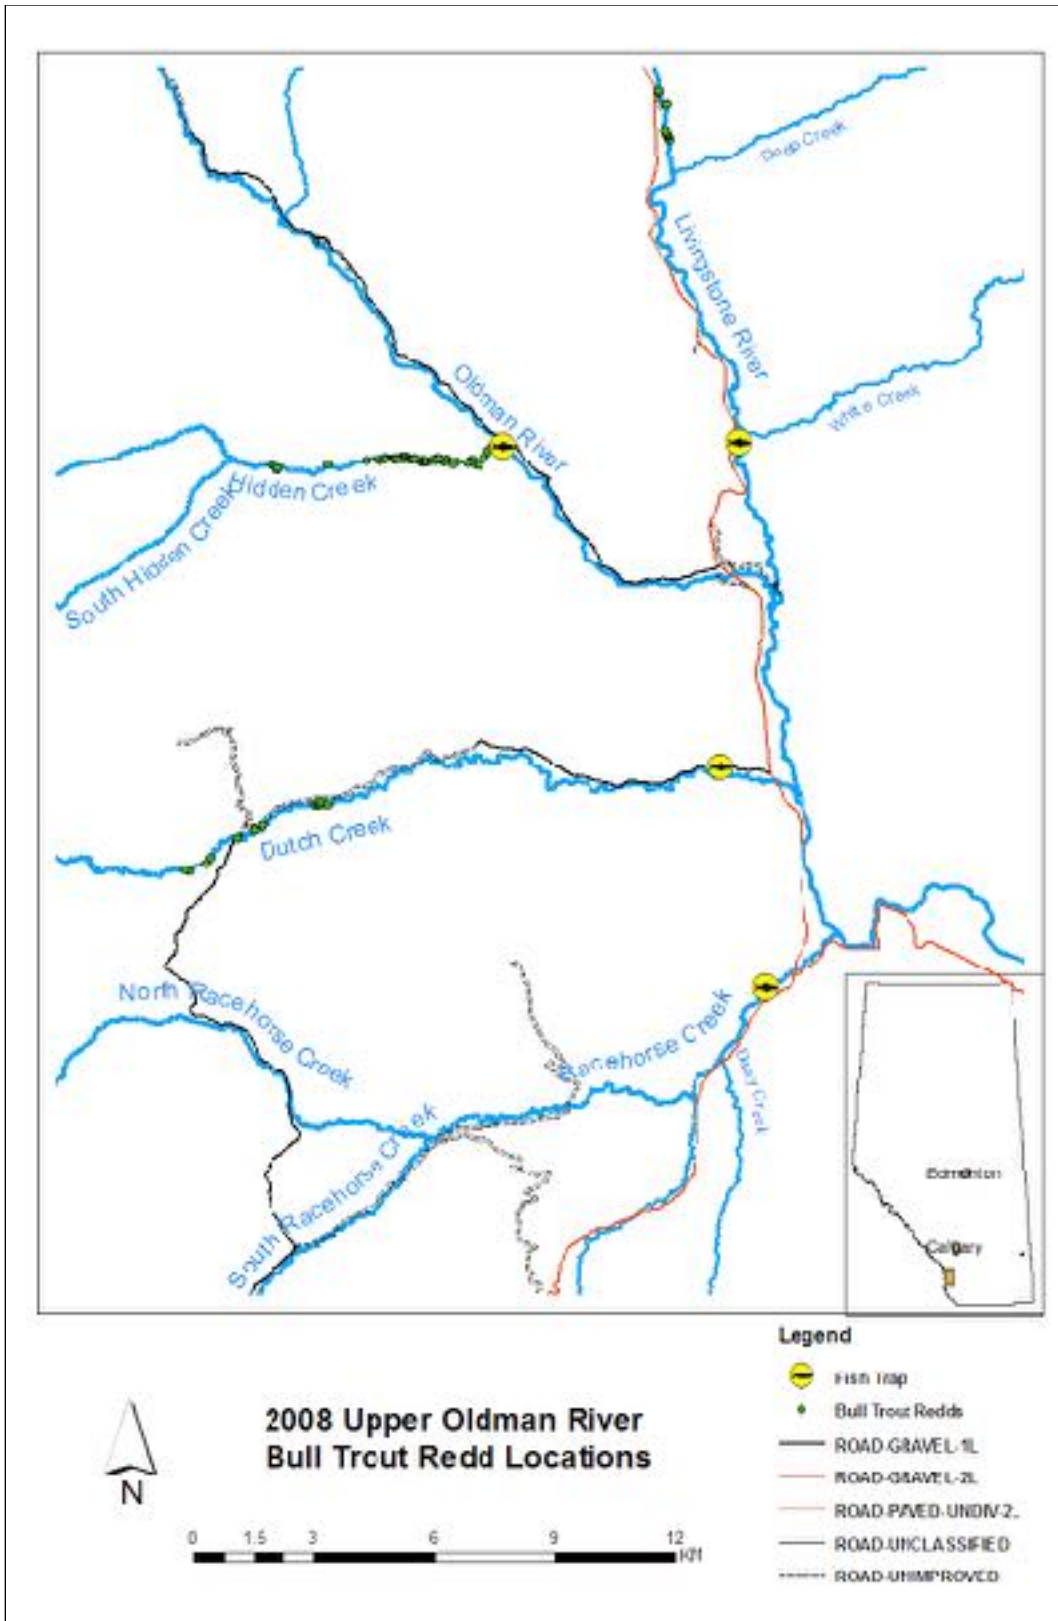 Deep Creek
Livingstone River
White Creek
Oldman River
Hidden Creek
South Hidden Creek
Dutch Creek
North Racehorse Creek
Racehorse Creek
Daisy Creek
South Racehorse Creek
Edmonton
Calgary
Legend
Fish Trap
Bull Trout Redds
ROAD-GRAVEL-1L
ROAD-GRAVEL-2L
ROAD-PAVED-UNDIV-2L
ROAD-UNCLASSIFIED
ROAD-UNIMPROVED
2008 Upper Oldman River
Bull Trout Redd Locations
N
0 1.5 3 6 9 12
KM